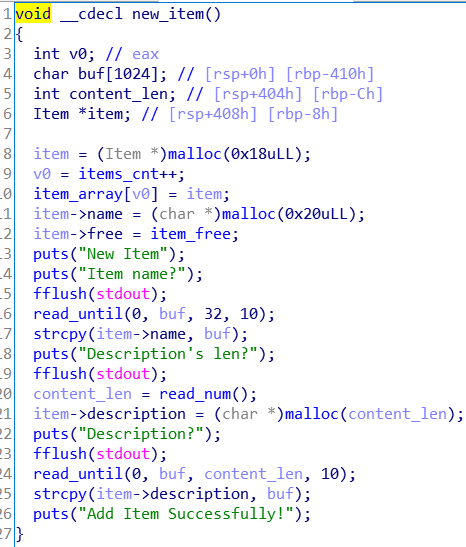 1 void __cdecl new_item()
2 {
3 int v0; // eax
4 char buf[1024]; // [rsp+0h] [rbp-410h]
5 int content_len; // [rsp+404h] [rbp-Ch]
6 Item *item; // [rsp+408h] [rbp-8h]
7
8 item = (Item *)malloc(0x18uLL);
9 v0 = items_cnt++;
10 item_array[v0] = item;
11 item->name = (char *)malloc(0x20uLL);
12 item->free = item_free;
13 puts("New Item");
14 puts("Item name?");
15 fflush(stdout);
16 read_until(0, buf, 32, 10);
17 strcpy(item->name, buf);
18 puts("Description's len?");
19 fflush(stdout);
20 content_len = read_num();
21 item->description = (char *)malloc(content_len);
22 puts("Description?");
23 fflush(stdout);
24 read_until(0, buf, content_len, 10);
25 strcpy(item->description, buf);
26 puts("Add Item Successfully!");
27 }